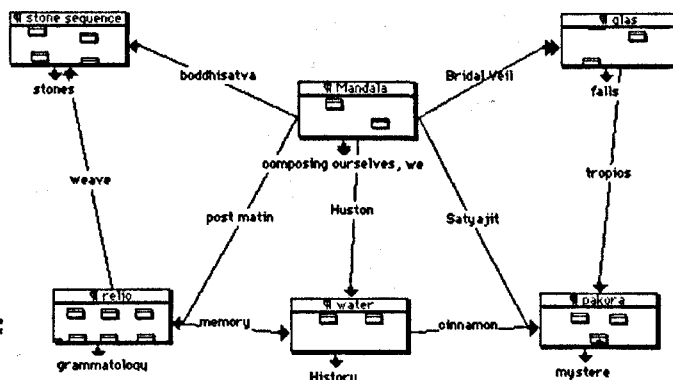 ¶ stone sequence
¶ glas
boddhisatva
¶ Mandala
Bridal Veil
stones
falls
composing ourselves, we
weave
tropics
post matin
Huston
Satyajit
¶ relio
¶ water
¶ pakora
memory
cinnamon
grammatology
History
mystere